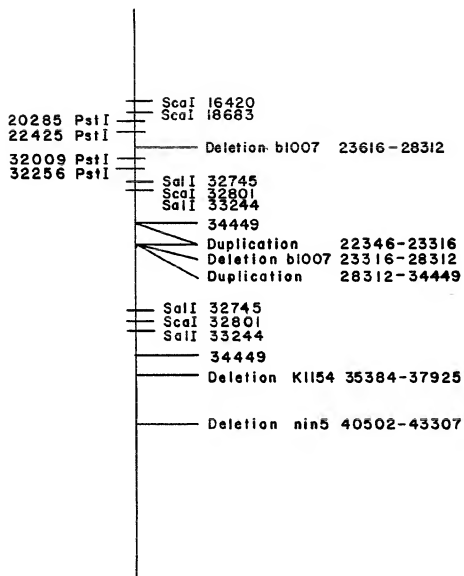 ScaI 16420
ScaI 18683
20285 PstI
22425 PstI
Deletion b1007 23616-28312
32009 PstI
32256 PstI
SalI 32745
ScaI 32801
SalI 33244
34449
Duplication 22346-23316
Deletion b1007 23316-28312
Duplication 28312-34449
SalI 32745
ScaI 32801
SalI 33244
34449
Deletion K1154 35384-37925
Deletion nin5 40502-43307